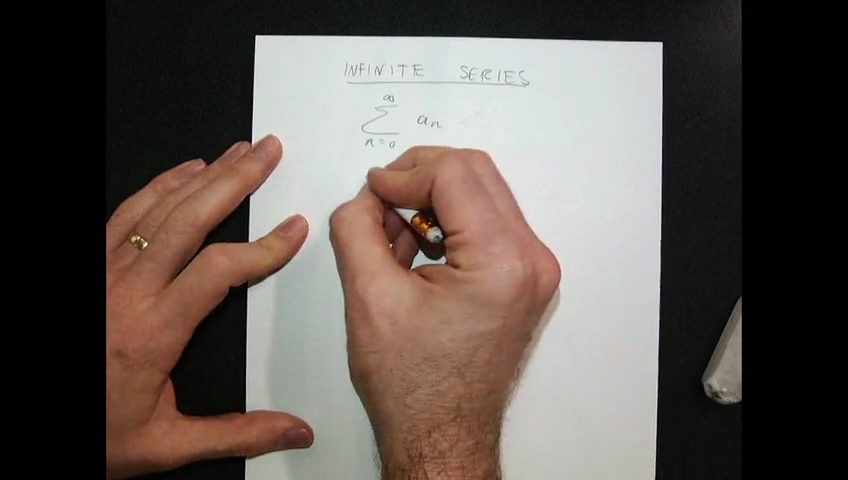 INFINITE SERIES
∞
Σ aₙ
n=0